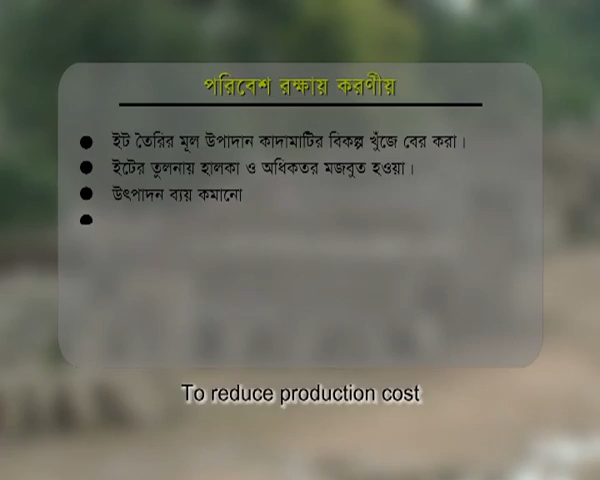 পরিবেশ রক্ষায় করণীয়
ইট তৈরির মূল উপাদান কাদামাটির বিকল্প খুঁজে বের করা।
ইটের তুলনায় হালকা ও অধিকতর মজবুত হওয়া।
উৎপাদন ব্যয় কমানো
To reduce production cost